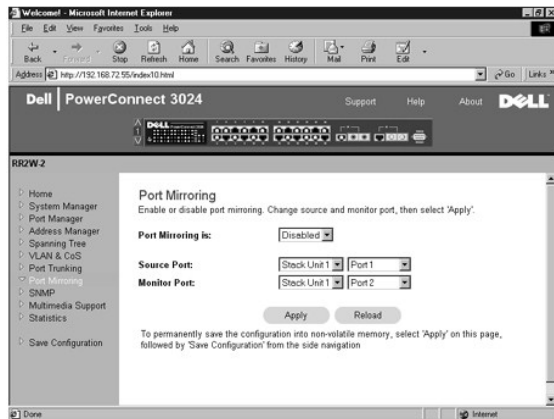 Welcome! - Microsoft Internet Explorer
File Edit View Favorites Tools Help
Back Forward Stop Refresh Home Search Favorites History Mail Print Edit
Address http://192.168.72.55/index10.html Go Links
Dell PowerConnect 3024 Support Help About DELL
1
DELL
RR2W-2
Home
System Manager
Port Manager
Address Manager
Spanning Tree
VLAN & CoS
Port Trunking
Port Mirroring
SNMP
Multimedia Support
Statistics
Save Configuration
Port Mirroring
Enable or disable port mirroring. Change source and monitor port, then select 'Apply'.
Port Mirroring is: Disabled
Source Port: Stack Unit 1 Port 1
Monitor Port: Stack Unit 1 Port 2
Apply Reload
To permanently save the configuration into non-volatile memory, select 'Apply' on this page,
followed by 'Save Configuration' from the side navigation
Done Internet